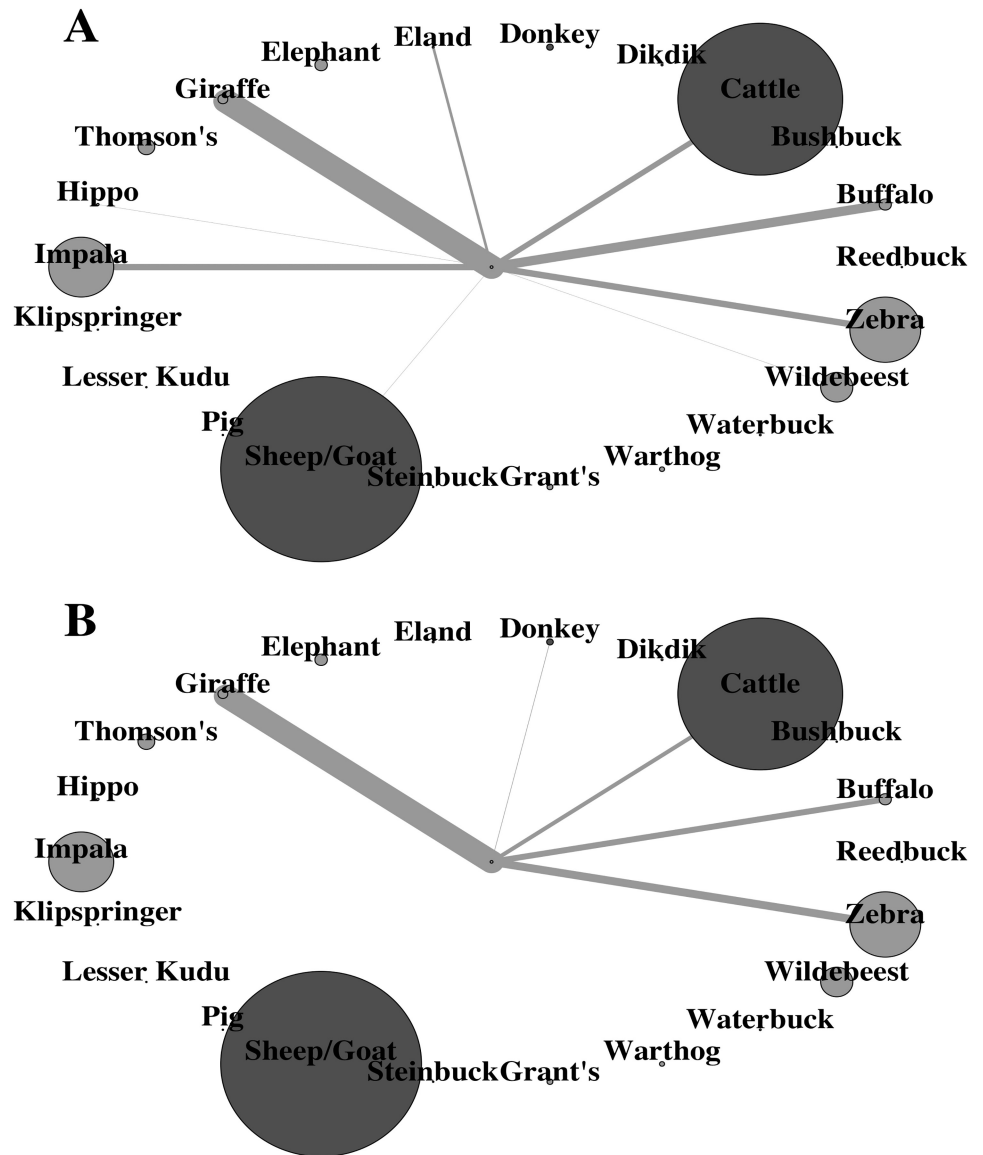 A
Elephant
Eland
Donkey
Dikdik
Giraffe
Cattle
Thomson's
Bushbuck
Hippo
Buffalo
Impala
Reedbuck
Klipspringer
Zebra
Lesser Kudu
Wildebeest
Pig
Waterbuck
Sheep/Goat
Warthog
Steinbuck
Grant's
B
Elephant
Eland
Donkey
Dikdik
Giraffe
Cattle
Thomson's
Bushbuck
Hippo
Buffalo
Impala
Reedbuck
Klipspringer
Zebra
Lesser Kudu
Wildebeest
Pig
Waterbuck
Sheep/Goat
Warthog
Steinbuck
Grant's